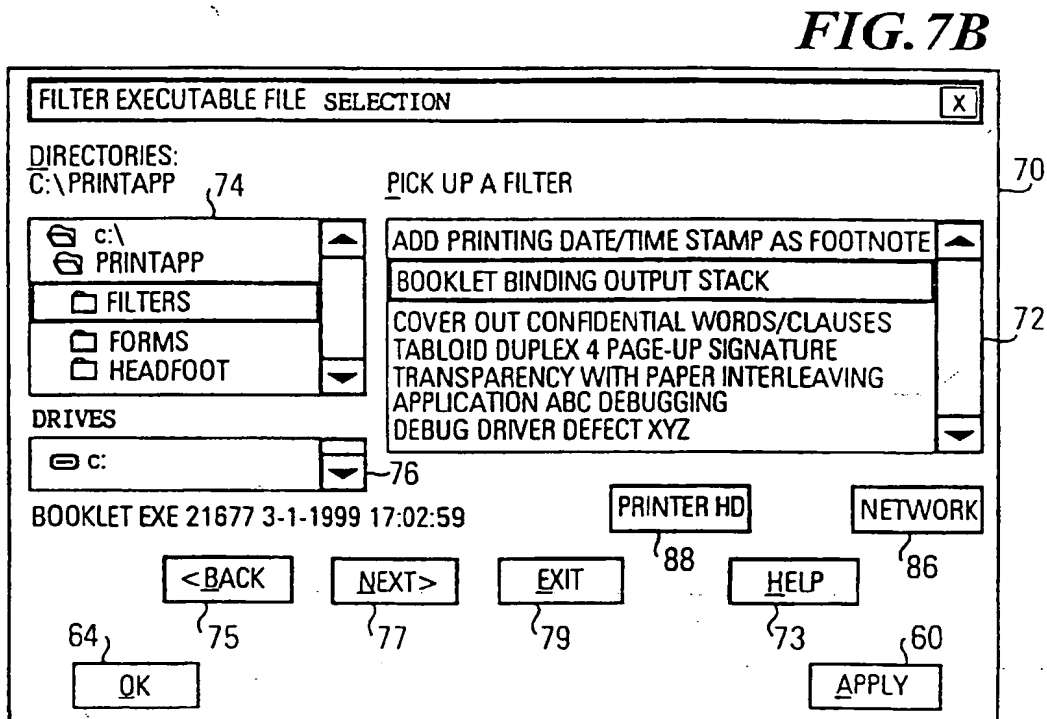 FIG. 7B
FILTER EXECUTABLE FILE SELECTION X
DIRECTORIES:
C:\PRINTAPP
74
PICK UP A FILTER
70
c:\
PRINTAPP
FILTERS
FORMS
HEADFOOT
ADD PRINTING DATE/TIME STAMP AS FOOTNOTE
BOOKLET BINDING OUTPUT STACK
COVER OUT CONFIDENTIAL WORDS/CLAUSES
TABLOID DUPLEX 4 PAGE-UP SIGNATURE
TRANSPARENCY WITH PAPER INTERLEAVING
APPLICATION ABC DEBUGGING
DEBUG DRIVER DEFECT XYZ
72
DRIVES
c:
76
BOOKLET EXE 21677 3-1-1999 17:02:59
PRINTER HD
NETWORK
88
86
<BACK
NEXT>
EXIT
HELP
75
77
79
73
64
60
OK
APPLY